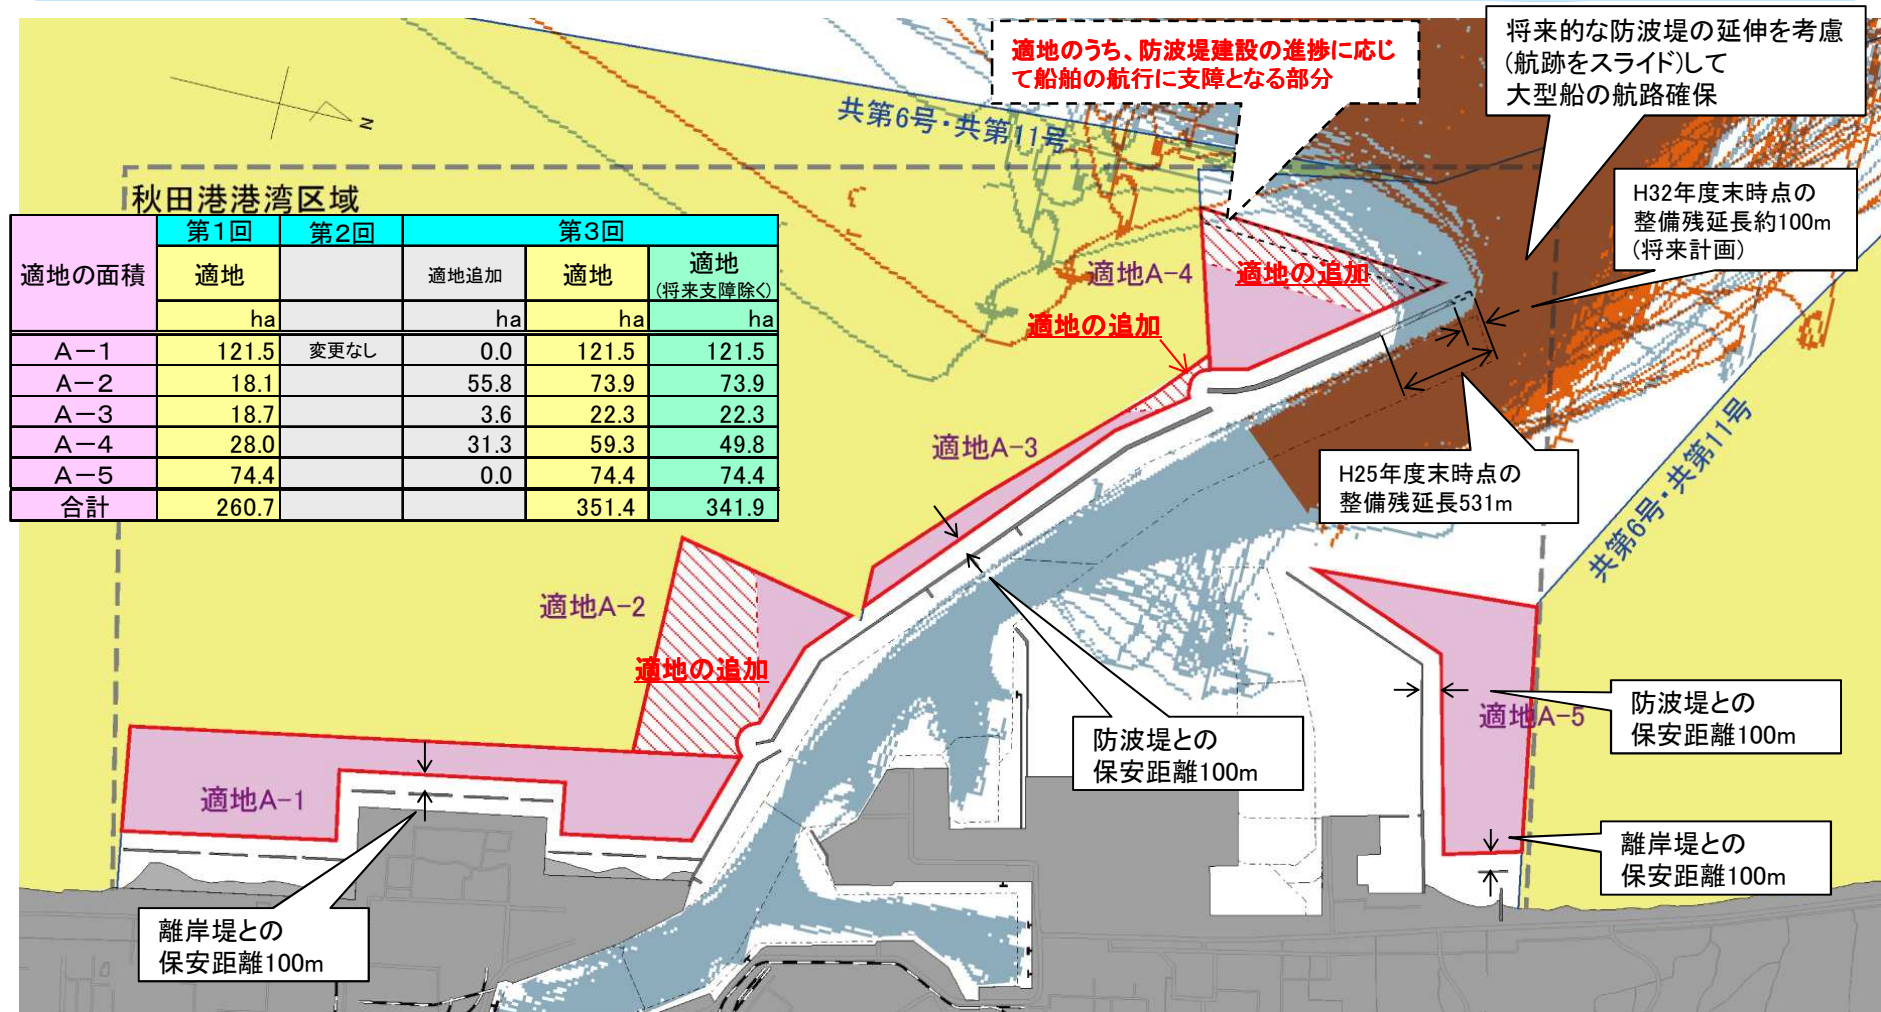 適地のうち、防波堤建設の進捗に応じ
て船舶の航行に支障となる部分
将来的な防波堤の延伸を考慮
(航跡をスライド)して
大型船の航路確保
共第6号・共第11号
N
秋田港港湾区域
H32年度末時点の
整備残延長約100m
(将来計画)
適地の面積 第1回 第2回 第3回
適地 適地追加 適地 適地
(将来支障除く)
ha ha ha ha
A-1 121.5 変更なし 0.0 121.5 121.5
A-2 18.1 55.8 73.9 73.9
A-3 18.7 3.6 22.3 22.3
A-4 28.0 31.3 59.3 49.8
A-5 74.4 0.0 74.4 74.4
合計 260.7 351.4 341.9
適地A-4
適地の追加
適地の追加
適地A-3
H25年度末時点の
整備残延長531m
共第6号・共第11号
適地A-2
適地の追加
適地A-5
防波堤との
保安距離100m
防波堤との
保安距離100m
適地A-1
離岸堤との
保安距離100m
離岸堤との
保安距離100m